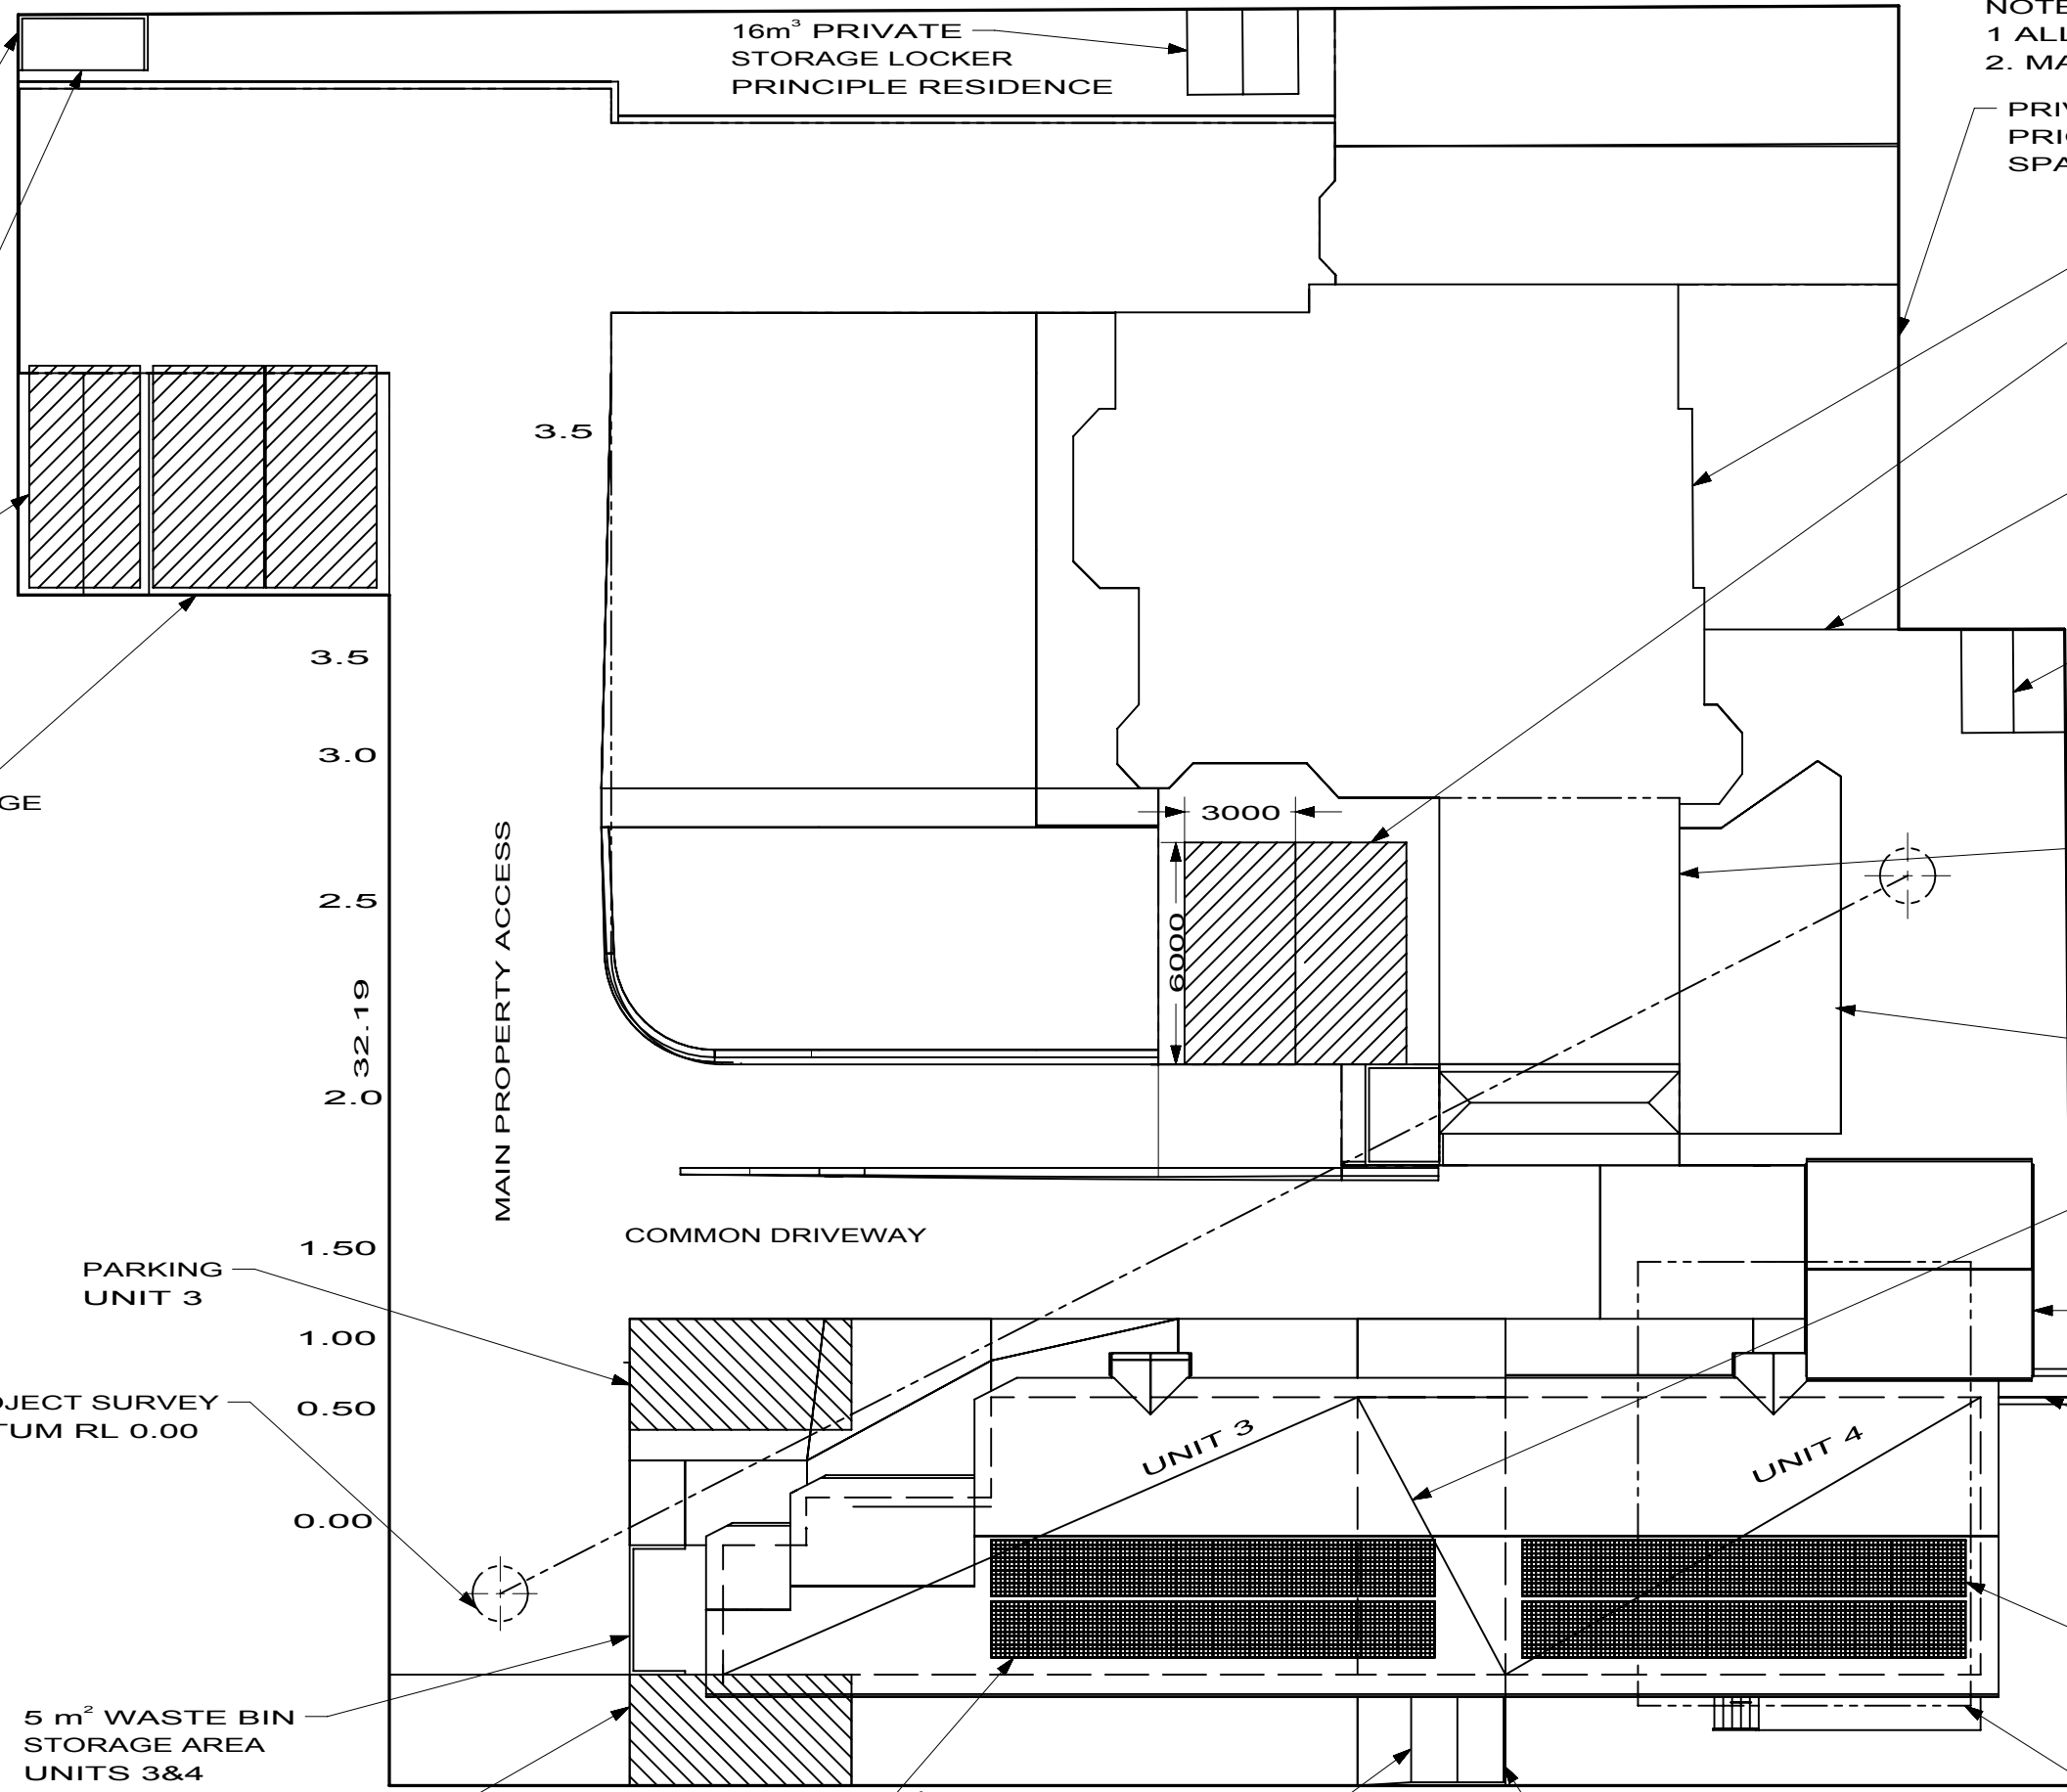 16m³ PRIVATE
STORAGE LOCKER
PRINCIPLE RESIDENCE
NOTE
1 ALL
2. MA
3.5
3.5
3.0
GE
3000
2.5
6000
MAIN PROPERTY ACCESS
32.19
2.0
COMMON DRIVEWAY
1.50
PARKING
UNIT 3
1.00
OJECT SURVEY
TUM RL 0.00
0.50
UNIT 3
UNIT 4
0.00
5 m² WASTE BIN
STORAGE AREA
UNITS 3&4